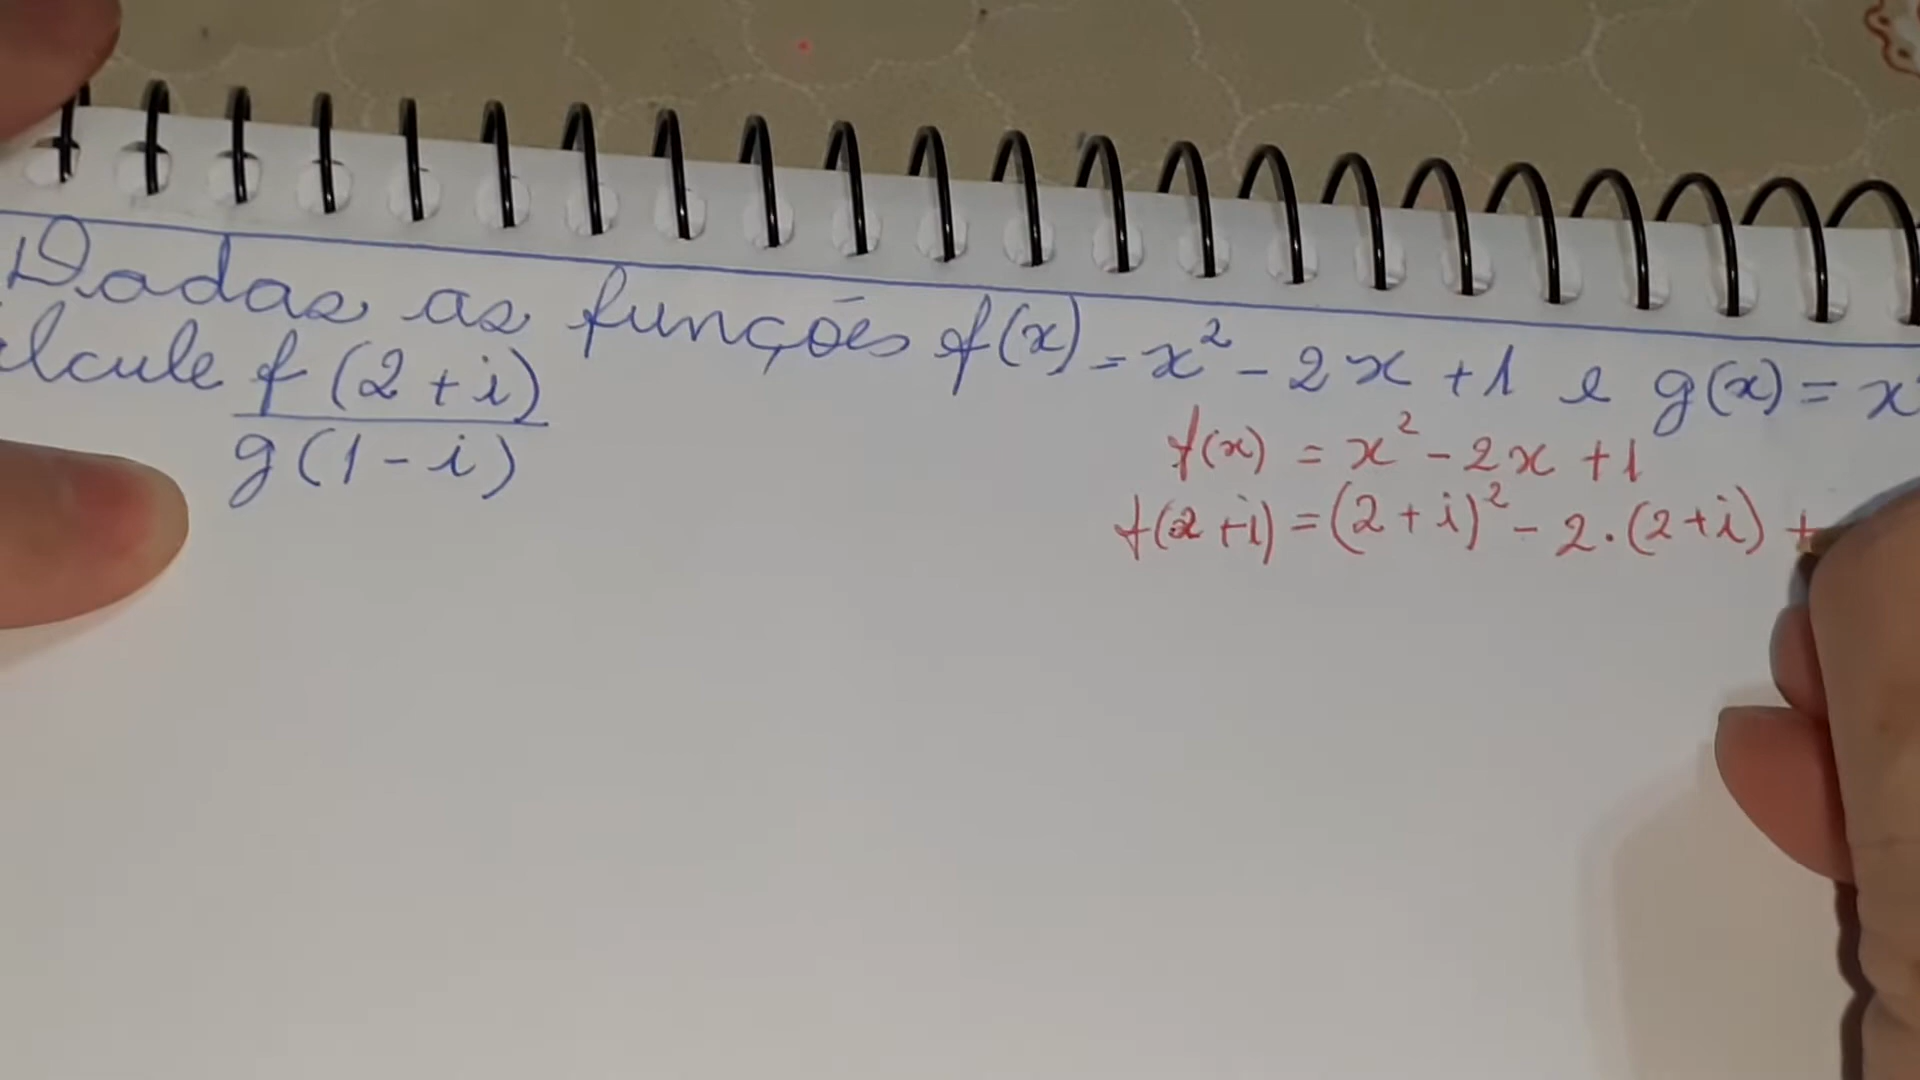 Dadas as funções f(x) = x² - 2x + 1 e g(x) = x
lcule f(2+i)
g(1-i)
f(x) = x² - 2x + 1
f(2+i) = (2+i)² - 2.(2+i) +